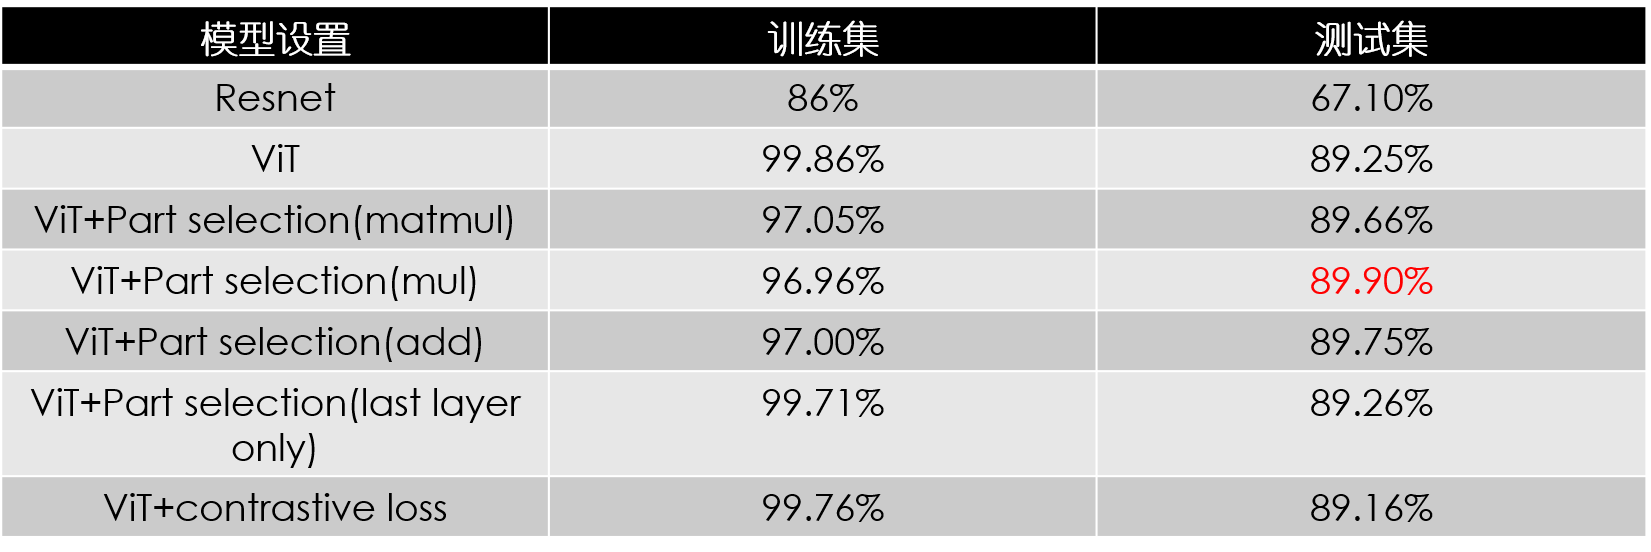 模型设置 训练集 测试集
Resnet 86% 67.10%
ViT 99.86% 89.25%
ViT+Part selection(matmul) 97.05% 89.66%
ViT+Part selection(mul) 96.96% 89.90%
ViT+Part selection(add) 97.00% 89.75%
ViT+Part selection(last layer 99.71% 89.26%
only)
ViT+contrastive loss 99.76% 89.16%